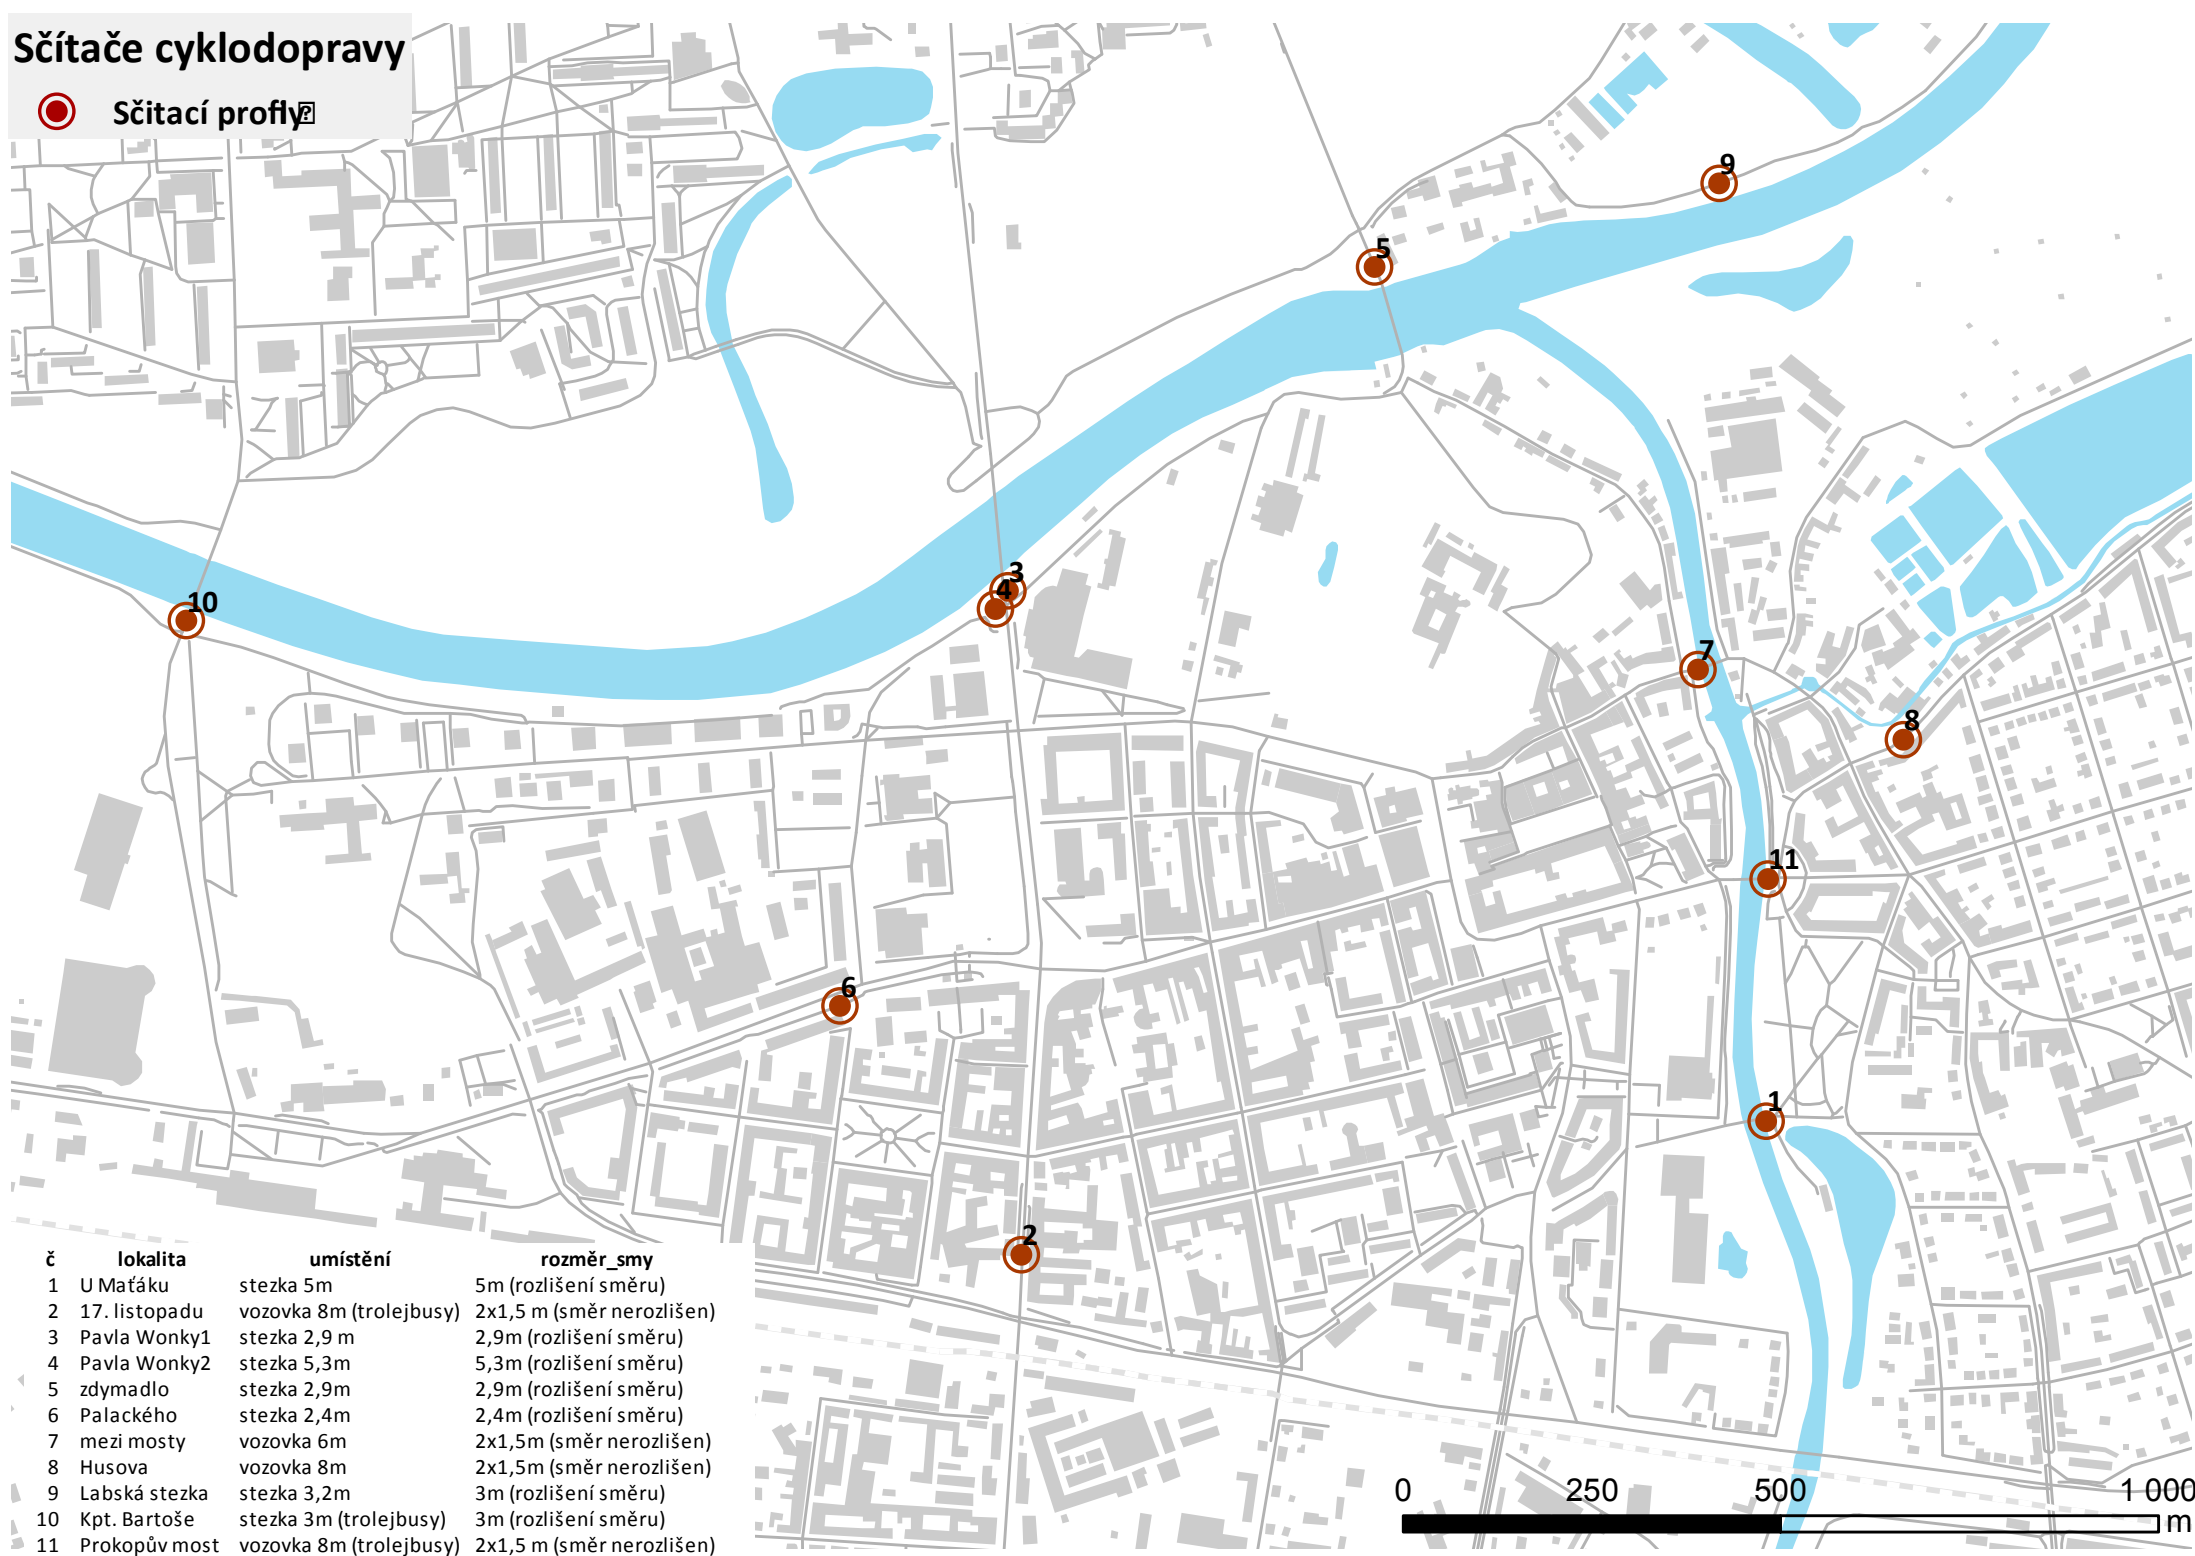 Sčítače cyklodopravy
Sčitací profly
9
5
3
4
10
7
8
11
6
1
2
č lokalita umístění rozměr_smy
1 U Maťáku stezka 5m 5m (rozlišení směru)
2 17. listopadu vozovka 8m (trolejbusy) 2x1,5 m (směr nerozlišen)
3 Pavla Wonky1 stezka 2,9 m 2,9m (rozlišení směru)
4 Pavla Wonky2 stezka 5,3m 5,3m (rozlišení směru)
5 zdymadlo stezka 2,9m 2,9m (rozlišení směru)
6 Palackého stezka 2,4m 2,4m (rozlišení směru)
7 mezi mosty vozovka 6m 2x1,5m (směr nerozlišen)
8 Husova vozovka 8m 2x1,5m (směr nerozlišen)
9 Labská stezka stezka 3,2m 3m (rozlišení směru)
10 Kpt. Bartoše stezka 3m (trolejbusy) 3m (rozlišení směru)
11 Prokopův most vozovka 8m (trolejbusy) 2x1,5 m (směr nerozlišen)
0 250 500 1 000
m